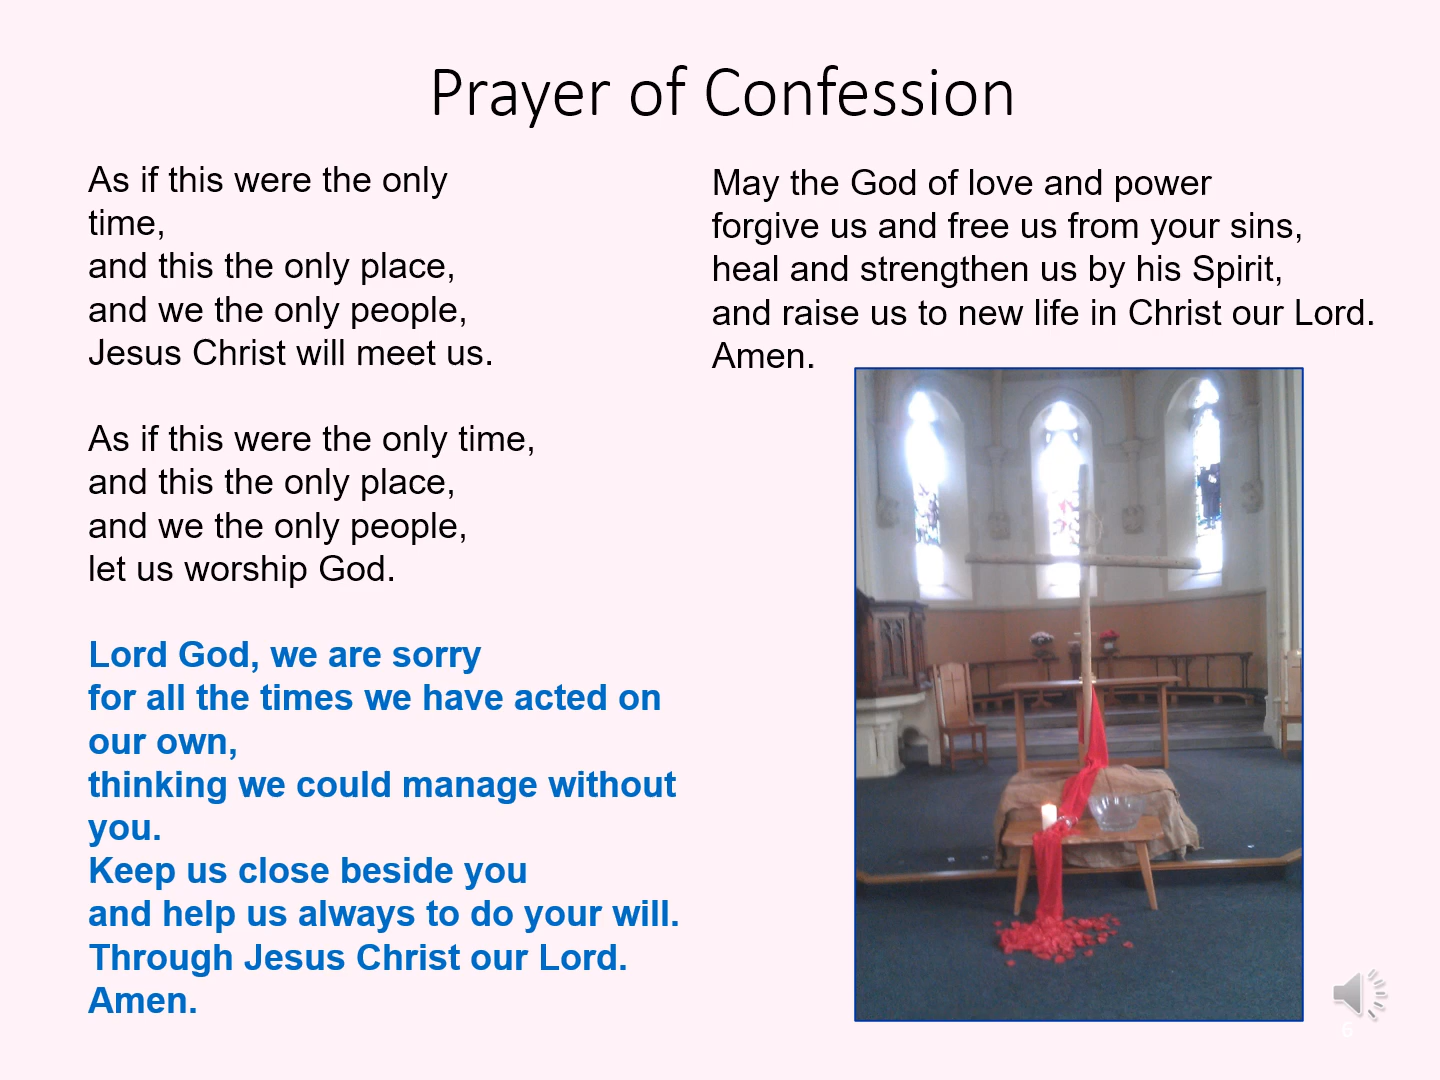 Prayer of Confession
As if this were the only
time,
and this the only place,
and we the only people,
Jesus Christ will meet us.
As if this were the only time,
and this the only place,
and we the only people,
let us worship God.
Lord God, we are sorry
for all the times we have acted on
our own,
thinking we could manage without
you.
Keep us close beside you
and help us always to do your will.
Through Jesus Christ our Lord.
Amen.
May the God of love and power
forgive us and free us from your sins,
heal and strengthen us by his Spirit,
and raise us to new life in Christ our Lord.
Amen.
6